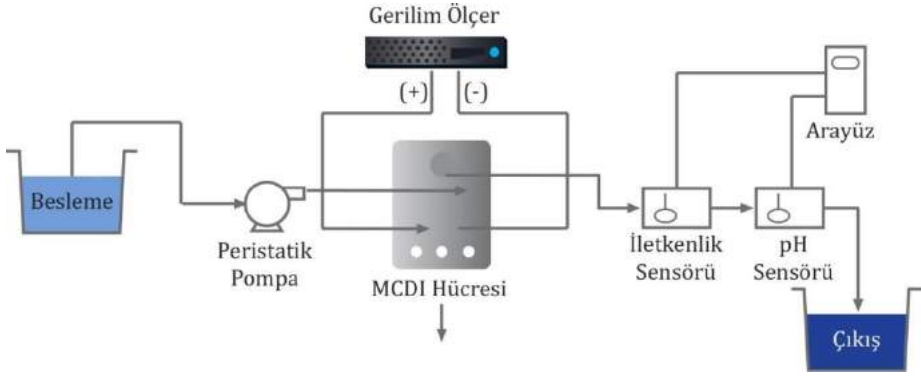 Gerilim Ölçer
(+)
(-)
Arayüz
Besleme
Peristatik
Pompa
MCDI Hücresi
İletkenlik
Sensörü
pH
Sensörü
Çıkış